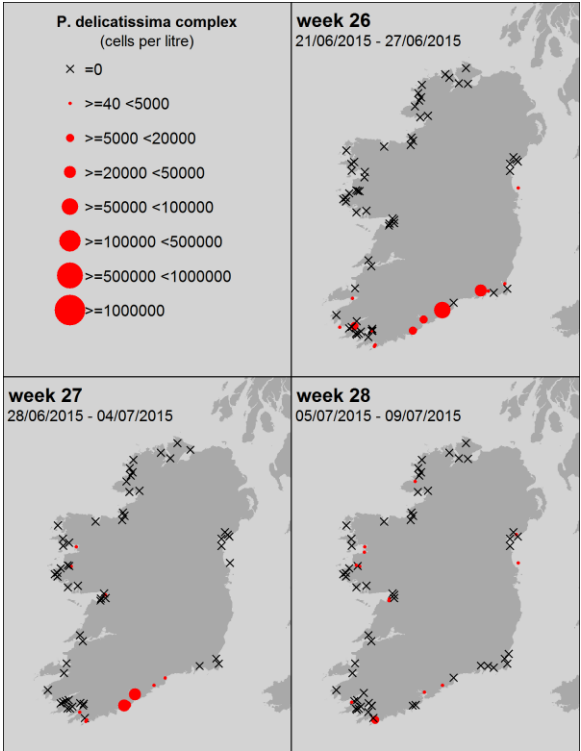 P. delicatissima complex
(cells per litre)
=0
>=40 <5000
>=5000 <20000
>=20000 <50000
>=50000 <100000
>=100000 <500000
>=500000 <1000000
>=1000000
week 26
21/06/2015 - 27/06/2015
week 27
28/06/2015 - 04/07/2015
week 28
05/07/2015 - 09/07/2015